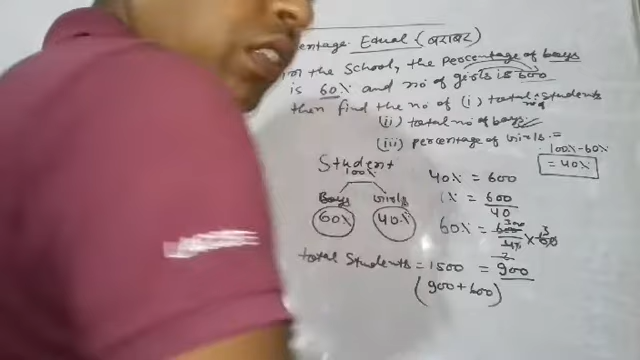 entage Equal (बराबर)
in the School, the percentage of boys
is 60% and no of girls is 600
then find the no of (i) total students
(ii) total no of boys
(iii) percentage of Girls =
100% - 60%
= 40%
Student
100%
Boys Girls
60% 40%
40% = 600
1% = 600
40
60% = 600
40 × 60
= 900
total Students = 1500
(900 + 600)